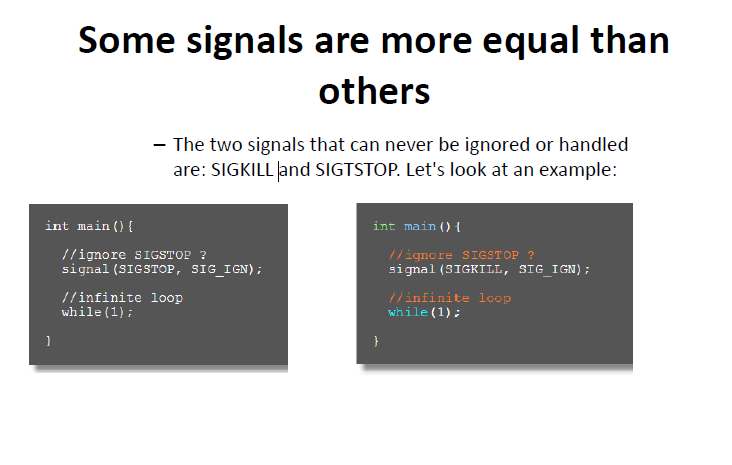 Some signals are more equal than
others
– The two signals that can never be ignored or handled
are: SIGKILL and SIGTSTOP. Let's look at an example:
int main(){
//ignore SIGSTOP ?
signal(SIGSTOP, SIG_IGN);
//infinite loop
while(1);
}
int main(){
//ignore SIGSTOP ?
signal(SIGKILL, SIG_IGN);
//infinite loop
while(1);
}